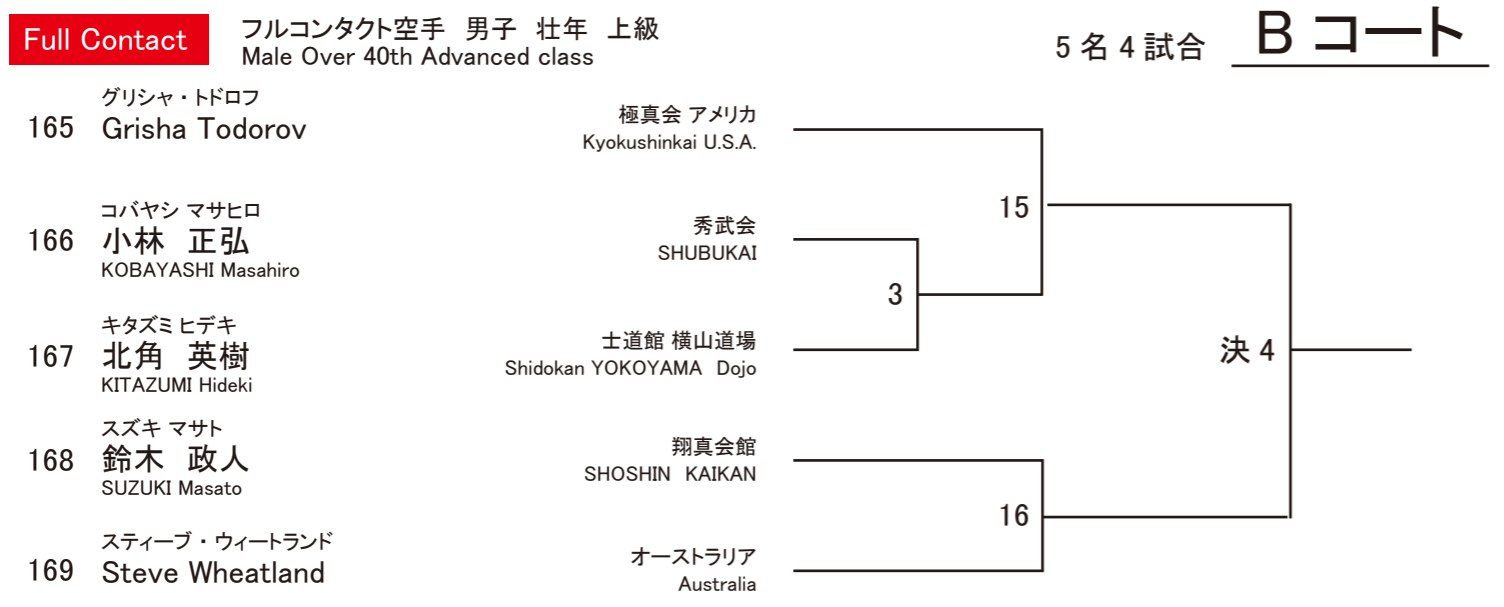 Full Contact
フルコンタクト空手 男子 壮年 上級
Male Over 40th Advanced class
5名4試合
Bコート
グリシャ・トドロフ
165 Grisha Todorov
極真会 アメリカ
Kyokushinkai U.S.A.
15
コバヤシ マサヒロ
166 小林 正弘
KOBAYASHI Masahiro
秀武会
SHUBUKAI
3
キタズミ ヒデキ
167 北角 英樹
KITAZUMI Hideki
士道館 横山道場
Shidokan YOKOYAMA Dojo
決4
スズキ マサト
168 鈴木 政人
SUZUKI Masato
翔真会館
SHOSHIN KAIKAN
16
スティーブ・ウィートランド
169 Steve Wheatland
オーストラリア
Australia